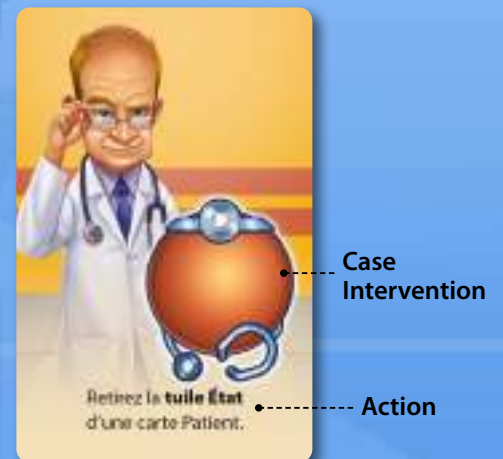 Case
Intervention
Retirez la tuile État
d'une carte Patient.
Action